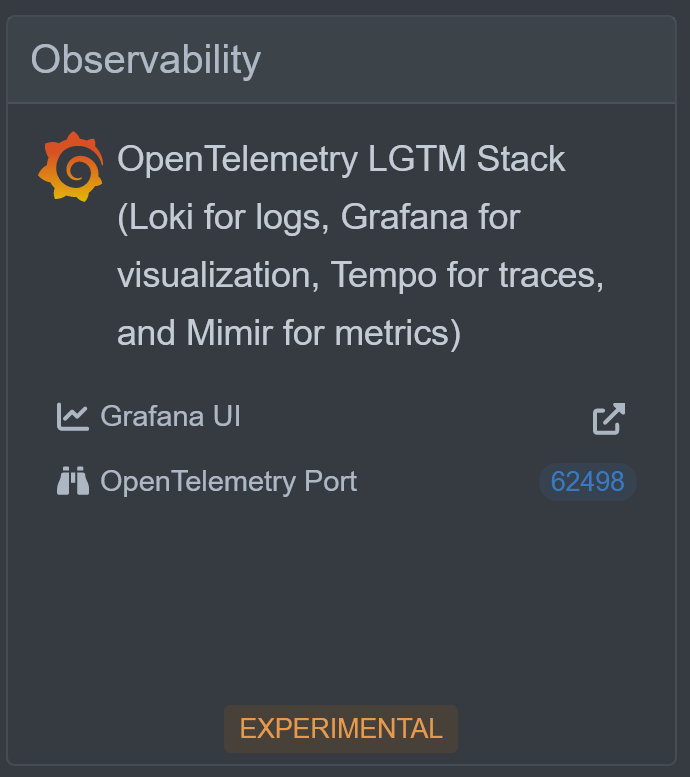 Observability
OpenTelemetry LGTM Stack
(Loki for logs, Grafana for
visualization, Tempo for traces,
and Mimir for metrics)
Grafana UI
OpenTelemetry Port 62498
EXPERIMENTAL